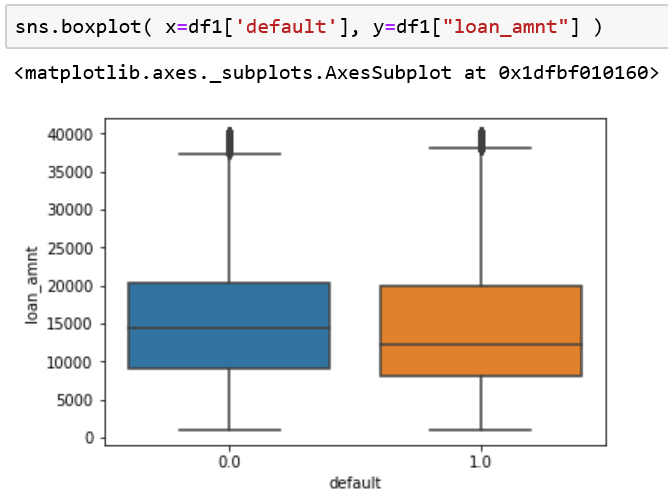 sns.boxplot( x=df1['default'], y=df1["loan_amnt"] )
<matplotlib.axes._subplots.AxesSubplot at 0x1dfbf010160>
40000
35000
30000
25000
20000
15000
10000
5000
0
loan_amnt
0.0 1.0
default